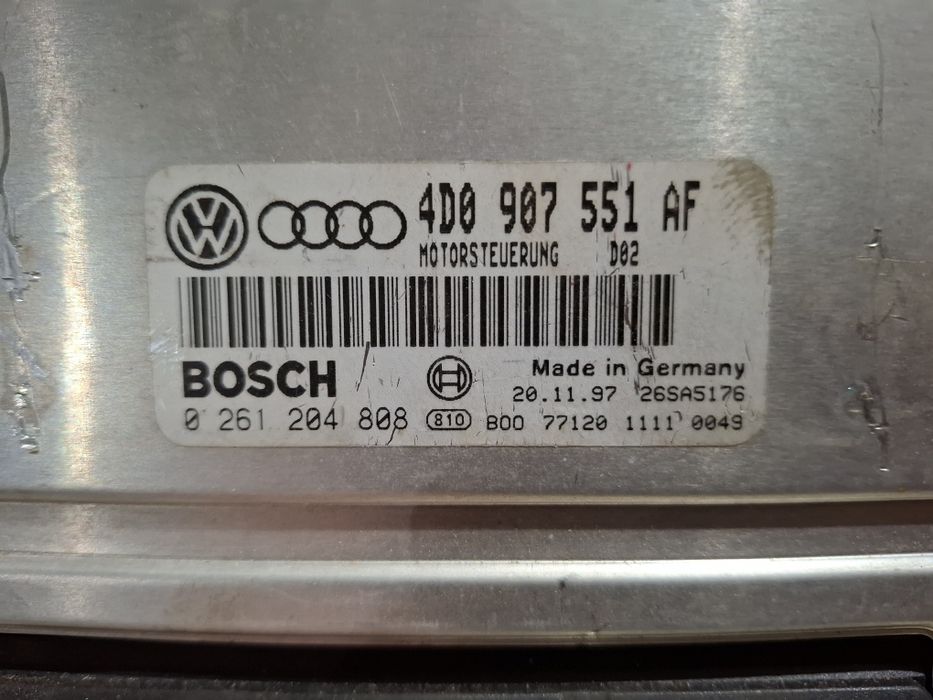 4D0 907 551 AF
MOTORSTEUERUNG D02
BOSCH
Made in Germany
20.11.97 26SA5176
0 261 204 808 810 B00 77120 1111 0049